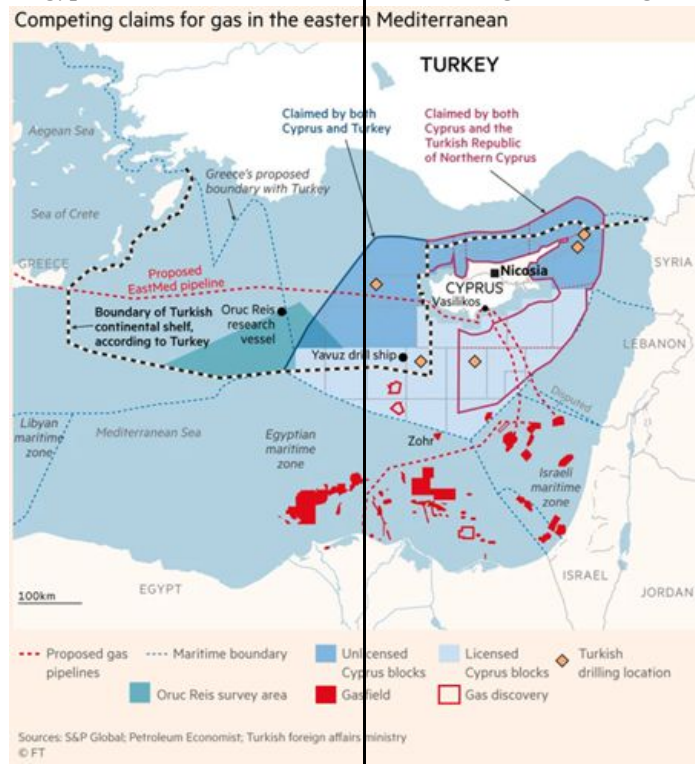 Competing claims for gas in the eastern Mediterranean
TURKEY
Claimed by both
Cyprus and Turkey
Claimed by both
Cyprus and the
Turkish Republic
of Northern Cyprus
Aegean Sea
Greece's proposed
boundary with Turkey
Sea of Crete
GREECE
Proposed
EastMed pipeline
Nicosia
CYPRUS
Vasilikos
SYRIA
Boundary of Turkish
continental shelf,
according to Turkey
Oruc Reis
research
vessel
LEBANON
Yavuz drill ship
Disputed
Libyan
maritime
zone
Mediterranean Sea
Egyptian
maritime
zone
Zohr
Israeli
maritime
zone
EGYPT
ISRAEL
JORDAN
100km
Proposed gas
pipelines
Maritime boundary
Unlicensed
Cyprus blocks
Licensed
Cyprus blocks
Turkish
drilling location
Oruc Reis survey area
Gasfield
Gas discovery
Sources: S&P Global; Petroleum Economist; Turkish foreign affairs ministry
© FT